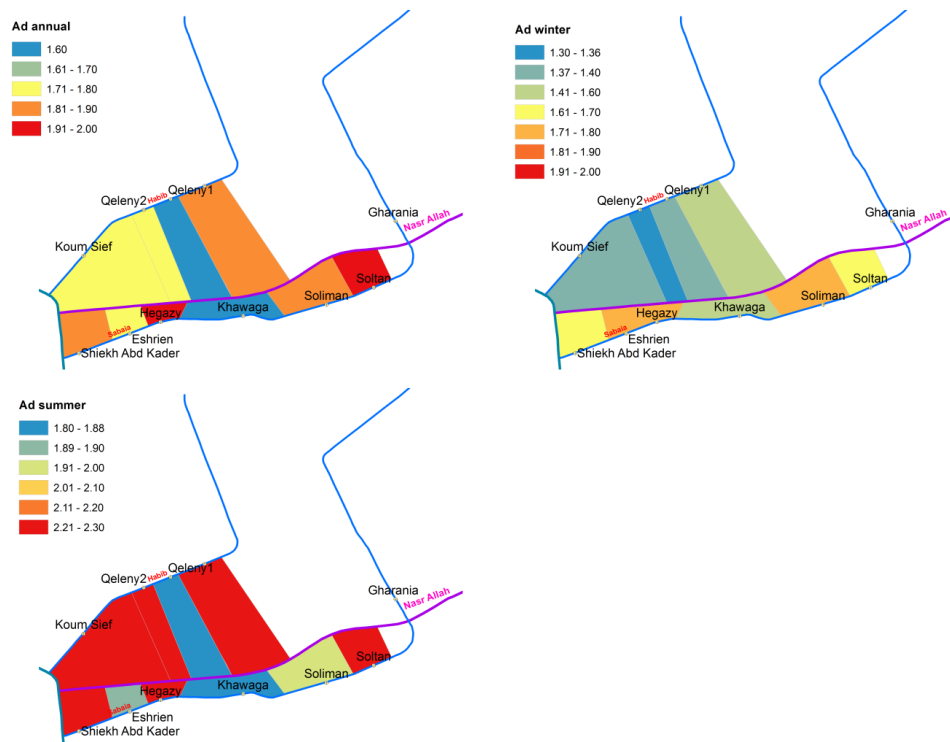 Ad annual
1.60
1.61 - 1.70
1.71 - 1.80
1.81 - 1.90
1.91 - 2.00
Qeleny2
Habib
Qeleny1
Gharania
Nasr Allah
Koum Sief
Soltan
Soliman
Khawaga
Hegazy
Sabaia
Eshrien
Shiekh Abd Kader
Ad winter
1.30 - 1.36
1.37 - 1.40
1.41 - 1.60
1.61 - 1.70
1.71 - 1.80
1.81 - 1.90
1.91 - 2.00
Qeleny2
Habib
Qeleny1
Gharania
Nasr Allah
Koum Sief
Soltan
Soliman
Khawaga
Hegazy
Sabaia
Eshrien
Shiekh Abd Kader
Ad summer
1.80 - 1.88
1.89 - 1.90
1.91 - 2.00
2.01 - 2.10
2.11 - 2.20
2.21 - 2.30
Qeleny2
Habib
Qeleny1
Gharania
Nasr Allah
Koum Sief
Soltan
Soliman
Khawaga
Hegazy
Sabaia
Eshrien
Shiekh Abd Kader